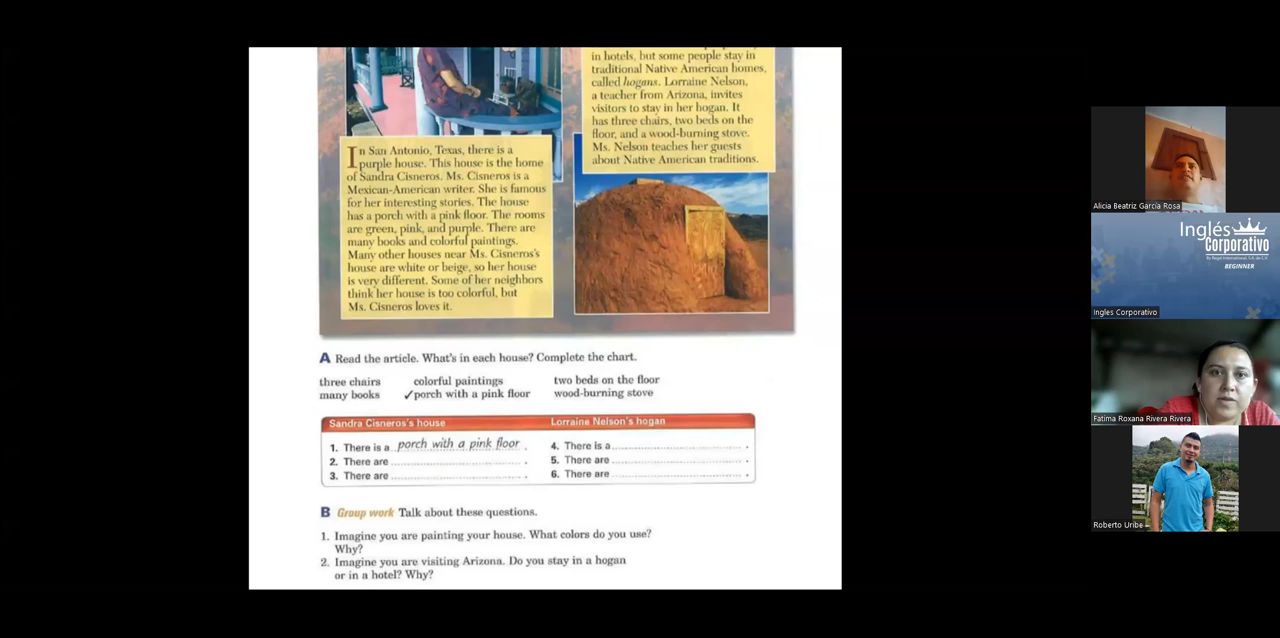 in hotels, but some people stay in
traditional Native American homes,
called hogans. Lorraine Nelson,
a teacher from Arizona, invites
visitors to stay in her hogan. It
has three chairs, two beds on the
floor, and a wood-burning stove.
Ms. Nelson teaches her guests
about Native American traditions.
In San Antonio, Texas, there is a
purple house. This house is the home
of Sandra Cisneros. Ms. Cisneros is a
Mexican-American writer. She is famous
for her interesting stories. The house
has a porch with a pink floor. The rooms
are green, pink, and purple. There are
many books and colorful paintings.
Many other houses near Ms. Cisneros's
house are white or beige, so her house
is very different. Some of her neighbors
think her house is too colorful, but
Ms. Cisneros loves it.
A Read the article. What's in each house? Complete the chart.
three chairs colorful paintings two beds on the floor
many books ✓porch with a pink floor wood-burning stove
Sandra Cisneros's house Lorraine Nelson's hogan
1. There is a porch with a pink floor . 4. There is a .
2. There are . 5. There are .
3. There are . 6. There are .
B Group work Talk about these questions.
1. Imagine you are painting your house. What colors do you use?
Why?
2. Imagine you are visiting Arizona. Do you stay in a hogan
or in a hotel? Why?
Alicia Beatriz García Rosa
Inglés
Corporativo
BEGINNER
Ingles Corporativo
Fatima Roxana Rivera Rivera
Roberto Uribe